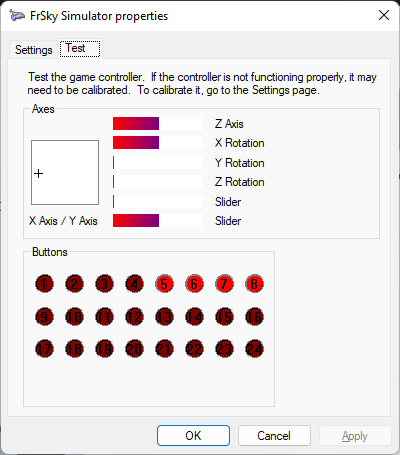 FrSky Simulator properties
Settings Test
Test the game controller. If the controller is not functioning properly, it may
need to be calibrated. To calibrate it, go to the Settings page.
Axes
Z Axis
X Rotation
Y Rotation
Z Rotation
Slider
X Axis / Y Axis Slider
Buttons
1 2 3 4 5 6 7 8
9 10 11 12 13 14 15 16
17 18 19 20 21 22 23 24
OK Cancel Apply